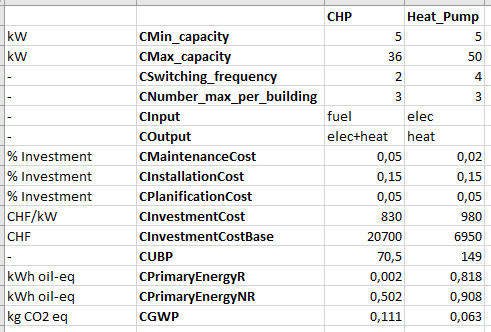 CHP Heat_Pump
kW CMin_capacity 5 5
kW CMax_capacity 36 50
- CSwitching_frequency 2 4
- CNumber_max_per_building 3 3
- CInput fuel elec
- COutput elec+heat heat
% Investment CMaintenanceCost 0,05 0,02
% Investment CInstallationCost 0,15 0,15
% Investment CPlanificationCost 0,05 0,05
CHF/kW CInvestmentCost 830 980
CHF CInvestmentCostBase 20700 6950
- CUBP 70,5 149
kWh oil-eq CPrimaryEnergyR 0,002 0,818
kWh oil-eq CPrimaryEnergyNR 0,502 0,908
kg CO2 eq CGWP 0,111 0,063